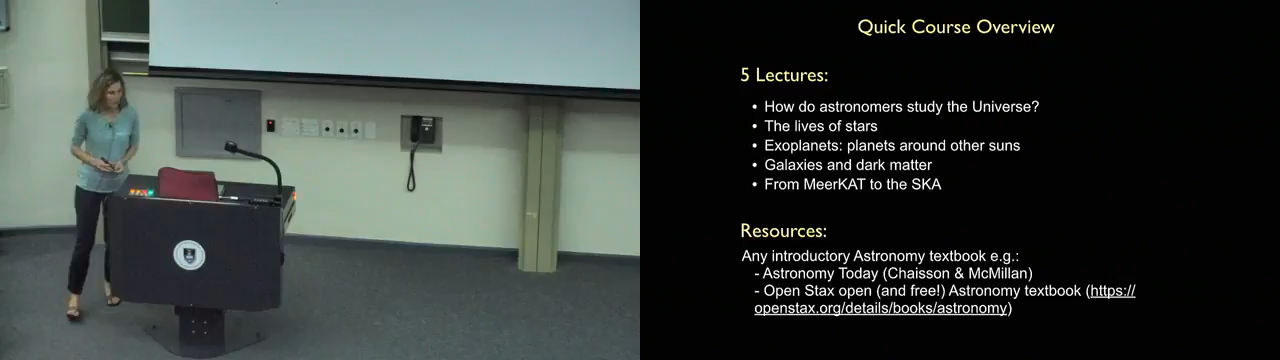 Quick Course Overview
5 Lectures:
• How do astronomers study the Universe?
• The lives of stars
• Exoplanets: planets around other suns
• Galaxies and dark matter
• From MeerKAT to the SKA
Resources:
Any introductory Astronomy textbook e.g.:
- Astronomy Today (Chaisson & McMillan)
- Open Stax open (and free!) Astronomy textbook (https://
openstax.org/details/books/astronomy)